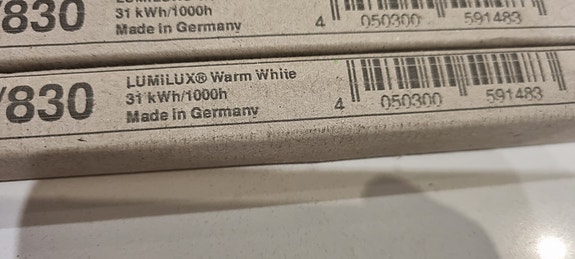 /830
31 kWh/1000h
Made in Germany
4 050300 591483
/830
LUMILUX® Warm White
31 kWh/1000h
Made in Germany
4 050300 591483